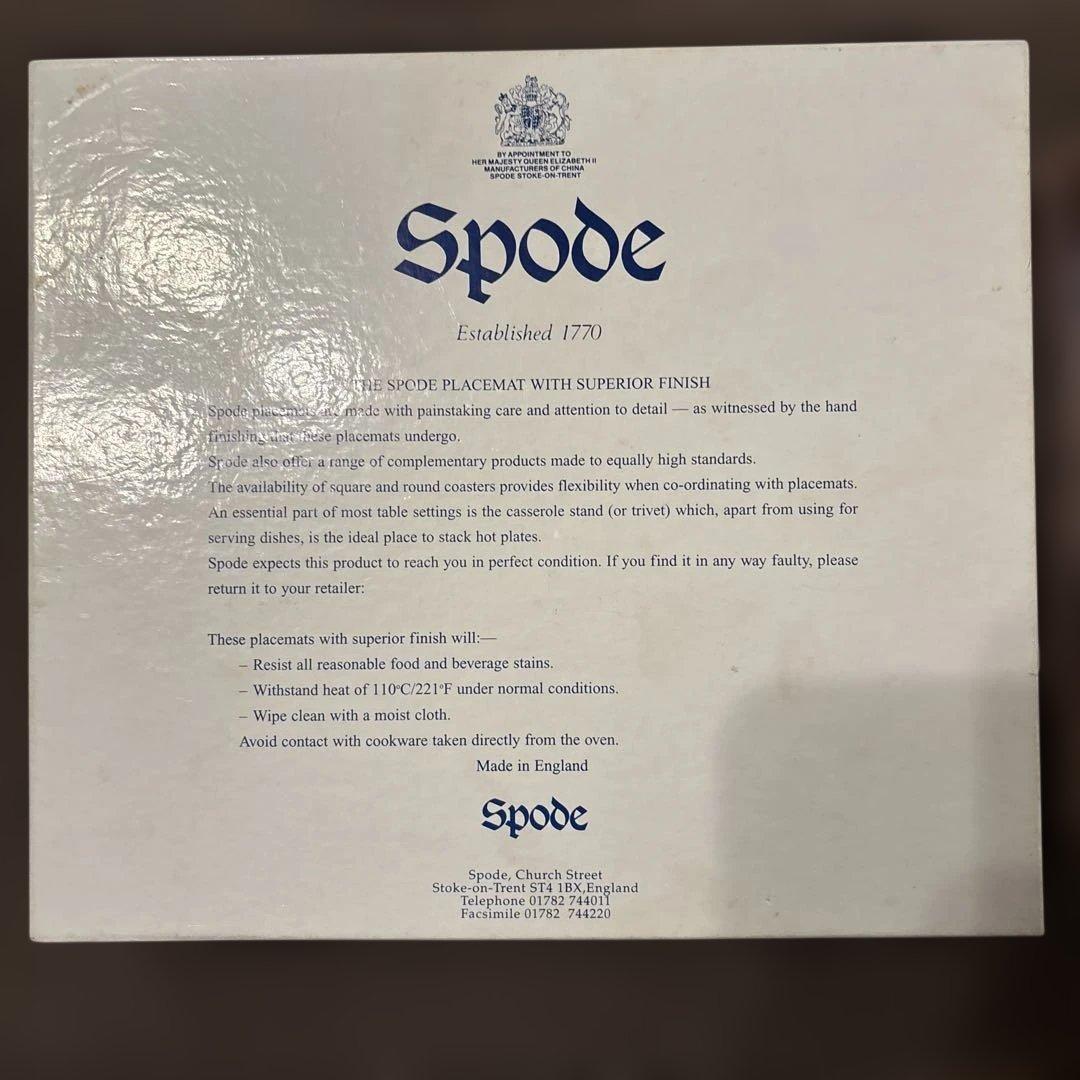 BY APPOINTMENT TO
HER MAJESTY QUEEN ELIZABETH II
MANUFACTURERS OF CHINA
SPODE STOKE-ON-TRENT
Spode
Established 1770
THE SPODE PLACEMAT WITH SUPERIOR FINISH
Spode placemats are made with painstaking care and attention to detail — as witnessed by the hand
finishing that these placemats undergo.
Spode also offer a range of complementary products made to equally high standards.
The availability of square and round coasters provides flexibility when co-ordinating with placemats.
An essential part of most table settings is the casserole stand (or trivet) which, apart from using for
serving dishes, is the ideal place to stack hot plates.
Spode expects this product to reach you in perfect condition. If you find it in any way faulty, please
return it to your retailer:
These placemats with superior finish will:—
– Resist all reasonable food and beverage stains.
– Withstand heat of 110°C/221°F under normal conditions.
– Wipe clean with a moist cloth.
Avoid contact with cookware taken directly from the oven.
Made in England
Spode
Spode, Church Street
Stoke-on-Trent ST4 1BX,England
Telephone 01782 744011
Facsimile 01782 744220